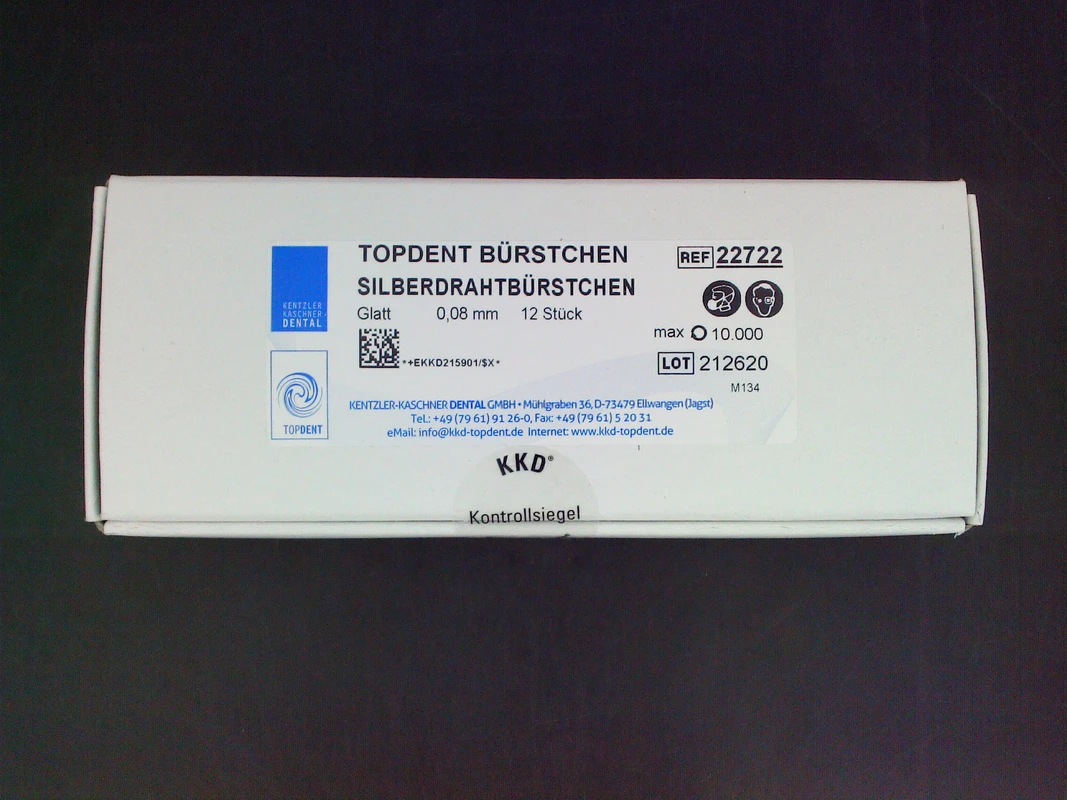 TOPDENT BÜRSTCHEN
REF 22722
SILBERDRAHTBÜRSTCHEN
Glatt 0,08 mm 12 Stück
KENTZLER
KASCHNER
DENTAL
max 10.000
*+EKKD215901/$X*
LOT 212620
M134
TOPDENT
KENTZLER-KASCHNER DENTAL GMBH • Mühlgraben 36, D-73479 Ellwangen (Jagst)
Tel.: +49 (79 61) 91 26-0, Fax: +49 (79 61) 5 20 31
eMail: info@kkd-topdent.de Internet: www.kkd-topdent.de
KKD®
Kontrollsiegel